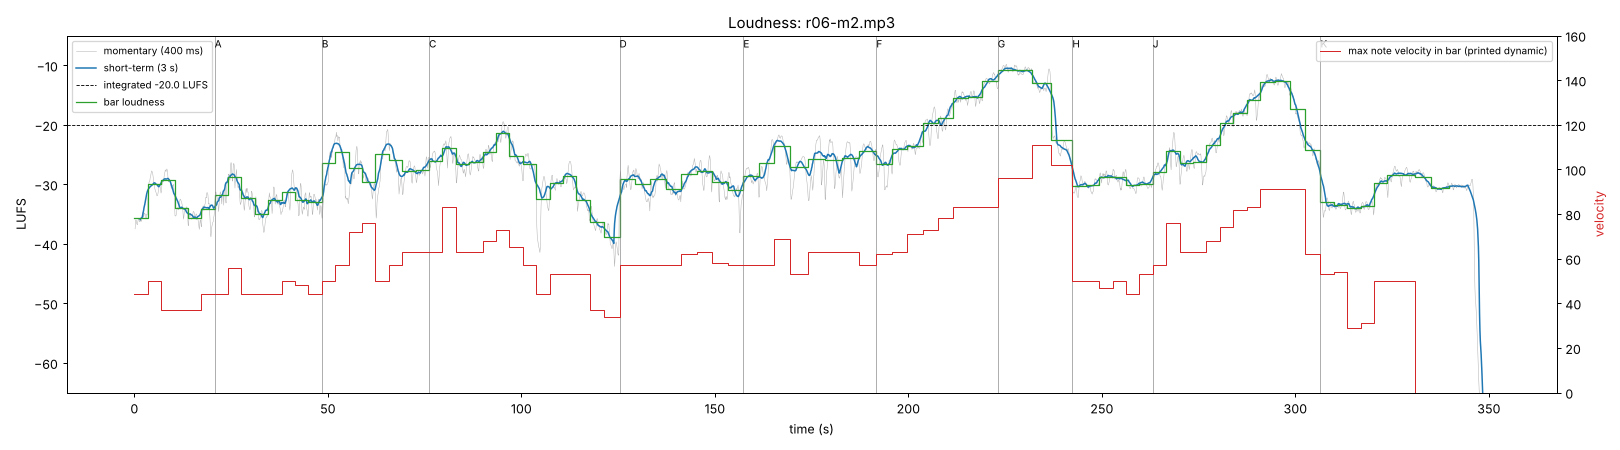 Loudness: r06-m2.mp3
momentary (400 ms)
short-term (3 s)
integrated -20.0 LUFS
bar loudness
A
B
C
D
E
F
G
H
J
max note velocity in bar (printed dynamic)
−10
−20
−30
−40
−50
−60
LUFS
160
140
120
100
80
60
40
20
0
velocity
0
50
100
150
200
250
300
350
time (s)